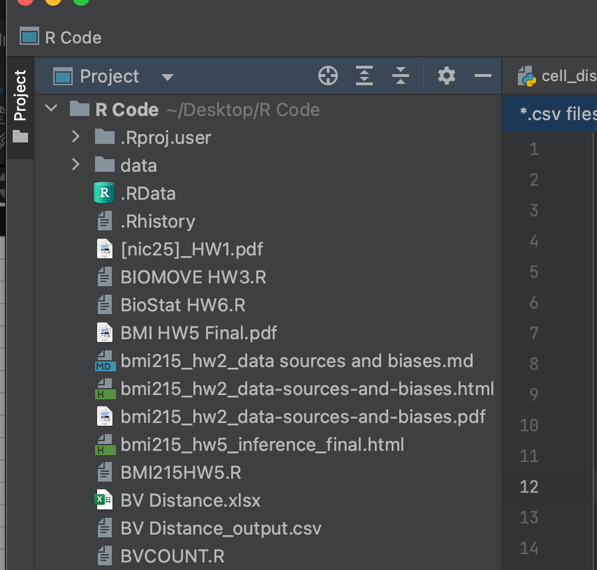 R Code
Project
Project
cell_dis
R Code ~/Desktop/R Code
*.csv files
.Rproj.user
data
.RData
.Rhistory
[nic25]_HW1.pdf
BIOMOVE HW3.R
BioStat HW6.R
BMI HW5 Final.pdf
bmi215_hw2_data sources and biases.md
bmi215_hw2_data-sources-and-biases.html
bmi215_hw2_data-sources-and-biases.pdf
bmi215_hw5_inference_final.html
BMI215HW5.R
BV Distance.xlsx
BV Distance_output.csv
BVCOUNT.R
1
2
3
4
5
6
7
8
9
10
11
12
13
14